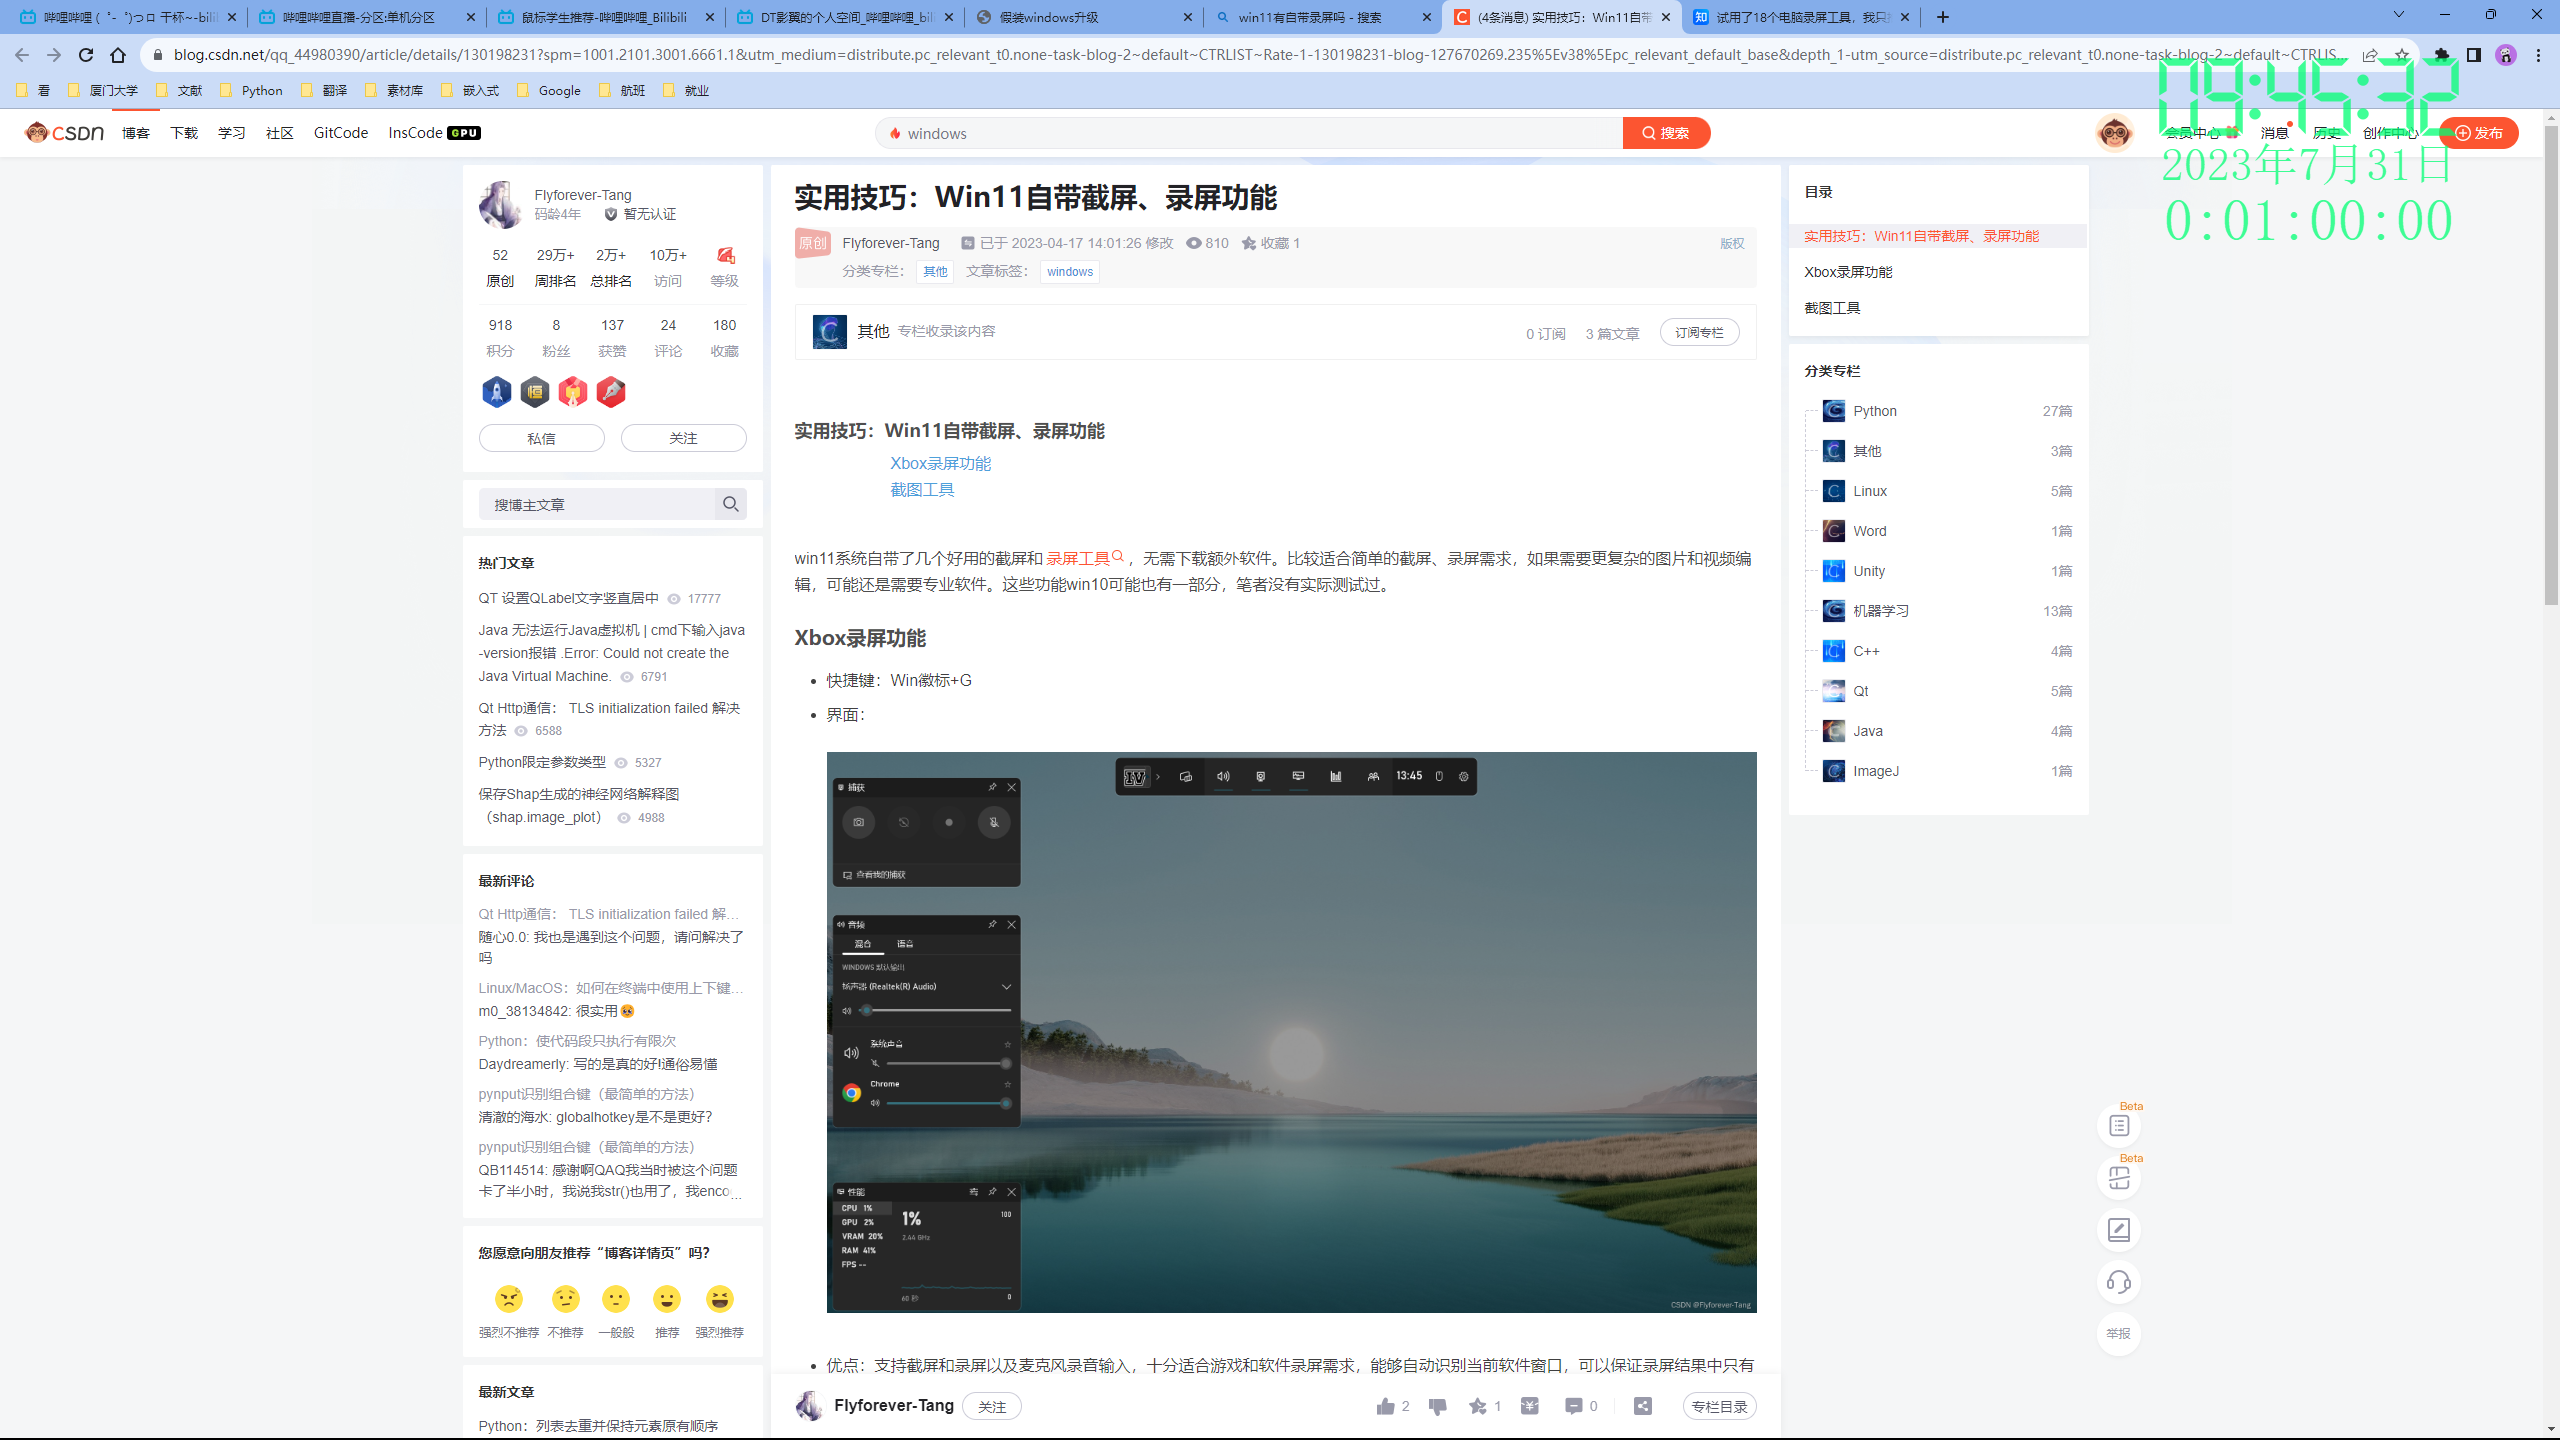 哔哩哔哩 (゜-゜)つロ 干杯~-bili
哔哩哔哩直播-分区:单机分区
鼠标学生推荐-哔哩哔哩_Bilibili
DT影翼的个人空间_哔哩哔哩_bili
假装windows升级
win11有自带录屏吗 - 搜索
(4条消息) 实用技巧：Win11自带
试用了18个电脑录屏工具，我只
blog.csdn.net/qq_44980390/article/details/130198231?spm=1001.2101.3001.6661.1&utm_medium=distribute.pc_relevant_t0.none-task-blog-2~default~CTRLIST~Rate-1-130198231-blog-127670269.235%5Ev38%5Epc_relevant_default_base&depth_1-utm_source=distribute.pc_relevant_t0.none-task-blog-2~default~CTRLIS...
看 厦门大学 文献 Python 翻译 素材库 嵌入式 Google 航班 就业
09:45:32
2023年7月31日
0:01:00:00
CSDN 博客 下载 学习 社区 GitCode InsCode GPU
windows
搜索
会员中心 消息 历史 创作中心 发布
Flyforever-Tang
码龄4年 暂无认证
52 29万+ 2万+ 10万+ 4
原创 周排名 总排名 访问 等级
918 8 137 24 180
积分 粉丝 获赞 评论 收藏
恒
私信 关注
搜博主文章
热门文章
QT 设置QLabel文字竖直居中 17777
Java 无法运行Java虚拟机 | cmd下输入java
-version报错 .Error: Could not create the
Java Virtual Machine. 6791
Qt Http通信： TLS initialization failed 解决
方法 6588
Python限定参数类型 5327
保存Shap生成的神经网络解释图
（shap.image_plot） 4988
最新评论
Qt Http通信： TLS initialization failed 解...
随心0.0: 我也是遇到这个问题，请问解决了
吗
Linux/MacOS：如何在终端中使用上下键...
m0_38134842: 很实用
Python：使代码段只执行有限次
Daydreamerly: 写的是真的好!通俗易懂
pynput识别组合键（最简单的方法）
清澈的海水: globalhotkey是不是更好?
pynput识别组合键（最简单的方法）
QB114514: 感谢啊QAQ我当时被这个问题
卡了半小时，我说我str()也用了，我enco...
您愿意向朋友推荐“博客详情页”吗?
强烈不推荐 不推荐 一般般 推荐 强烈推荐
最新文章
Python：列表去重并保持元素原有顺序
实用技巧：Win11自带截屏、录屏功能
原创 Flyforever-Tang 已于 2023-04-17 14:01:26 修改 810 收藏 1
版权
分类专栏： 其他 文章标签： windows
其他 专栏收录该内容
0 订阅 3 篇文章 订阅专栏
实用技巧：Win11自带截屏、录屏功能
Xbox录屏功能
截图工具
win11系统自带了几个好用的截屏和录屏工具，无需下载额外软件。比较适合简单的截屏、录屏需求，如果需要更复杂的图片和视频编
辑，可能还是需要专业软件。这些功能win10可能也有一部分，笔者没有实际测试过。
Xbox录屏功能
• 快捷键：Win徽标+G
• 界面：
13:45
捕获
查看我的捕获
音频
混合 语音
WINDOWS 默认输出
扬声器 (Realtek(R) Audio)
系统声音
Chrome
性能
CPU 1%
GPU 2%
VRAM 20%
RAM 41%
FPS --
1%
2.44 GHz
100
60 秒
0
CSDN @Flyforever-Tang
• 优点：支持截屏和录屏以及麦克风录音输入，十分适合游戏和软件录屏需求，能够自动识别当前软件窗口，可以保证录屏结果中只有
Flyforever-Tang 关注
2 1 0 专栏目录
目录
实用技巧：Win11自带截屏、录屏功能
Xbox录屏功能
截图工具
分类专栏
Python 27篇
其他 3篇
Linux 5篇
Word 1篇
Unity 1篇
机器学习 13篇
C++ 4篇
Qt 5篇
Java 4篇
ImageJ 1篇
Beta
Beta
举报